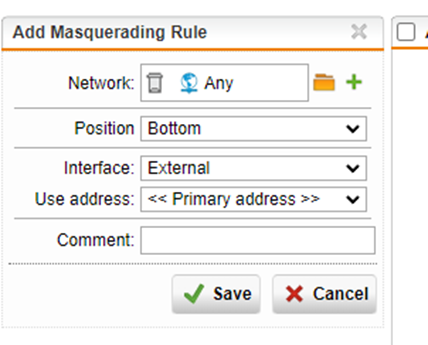 Add Masquerading Rule
Network: Any
Position Bottom
Interface: External
Use address: << Primary address >>
Comment:
Save Cancel